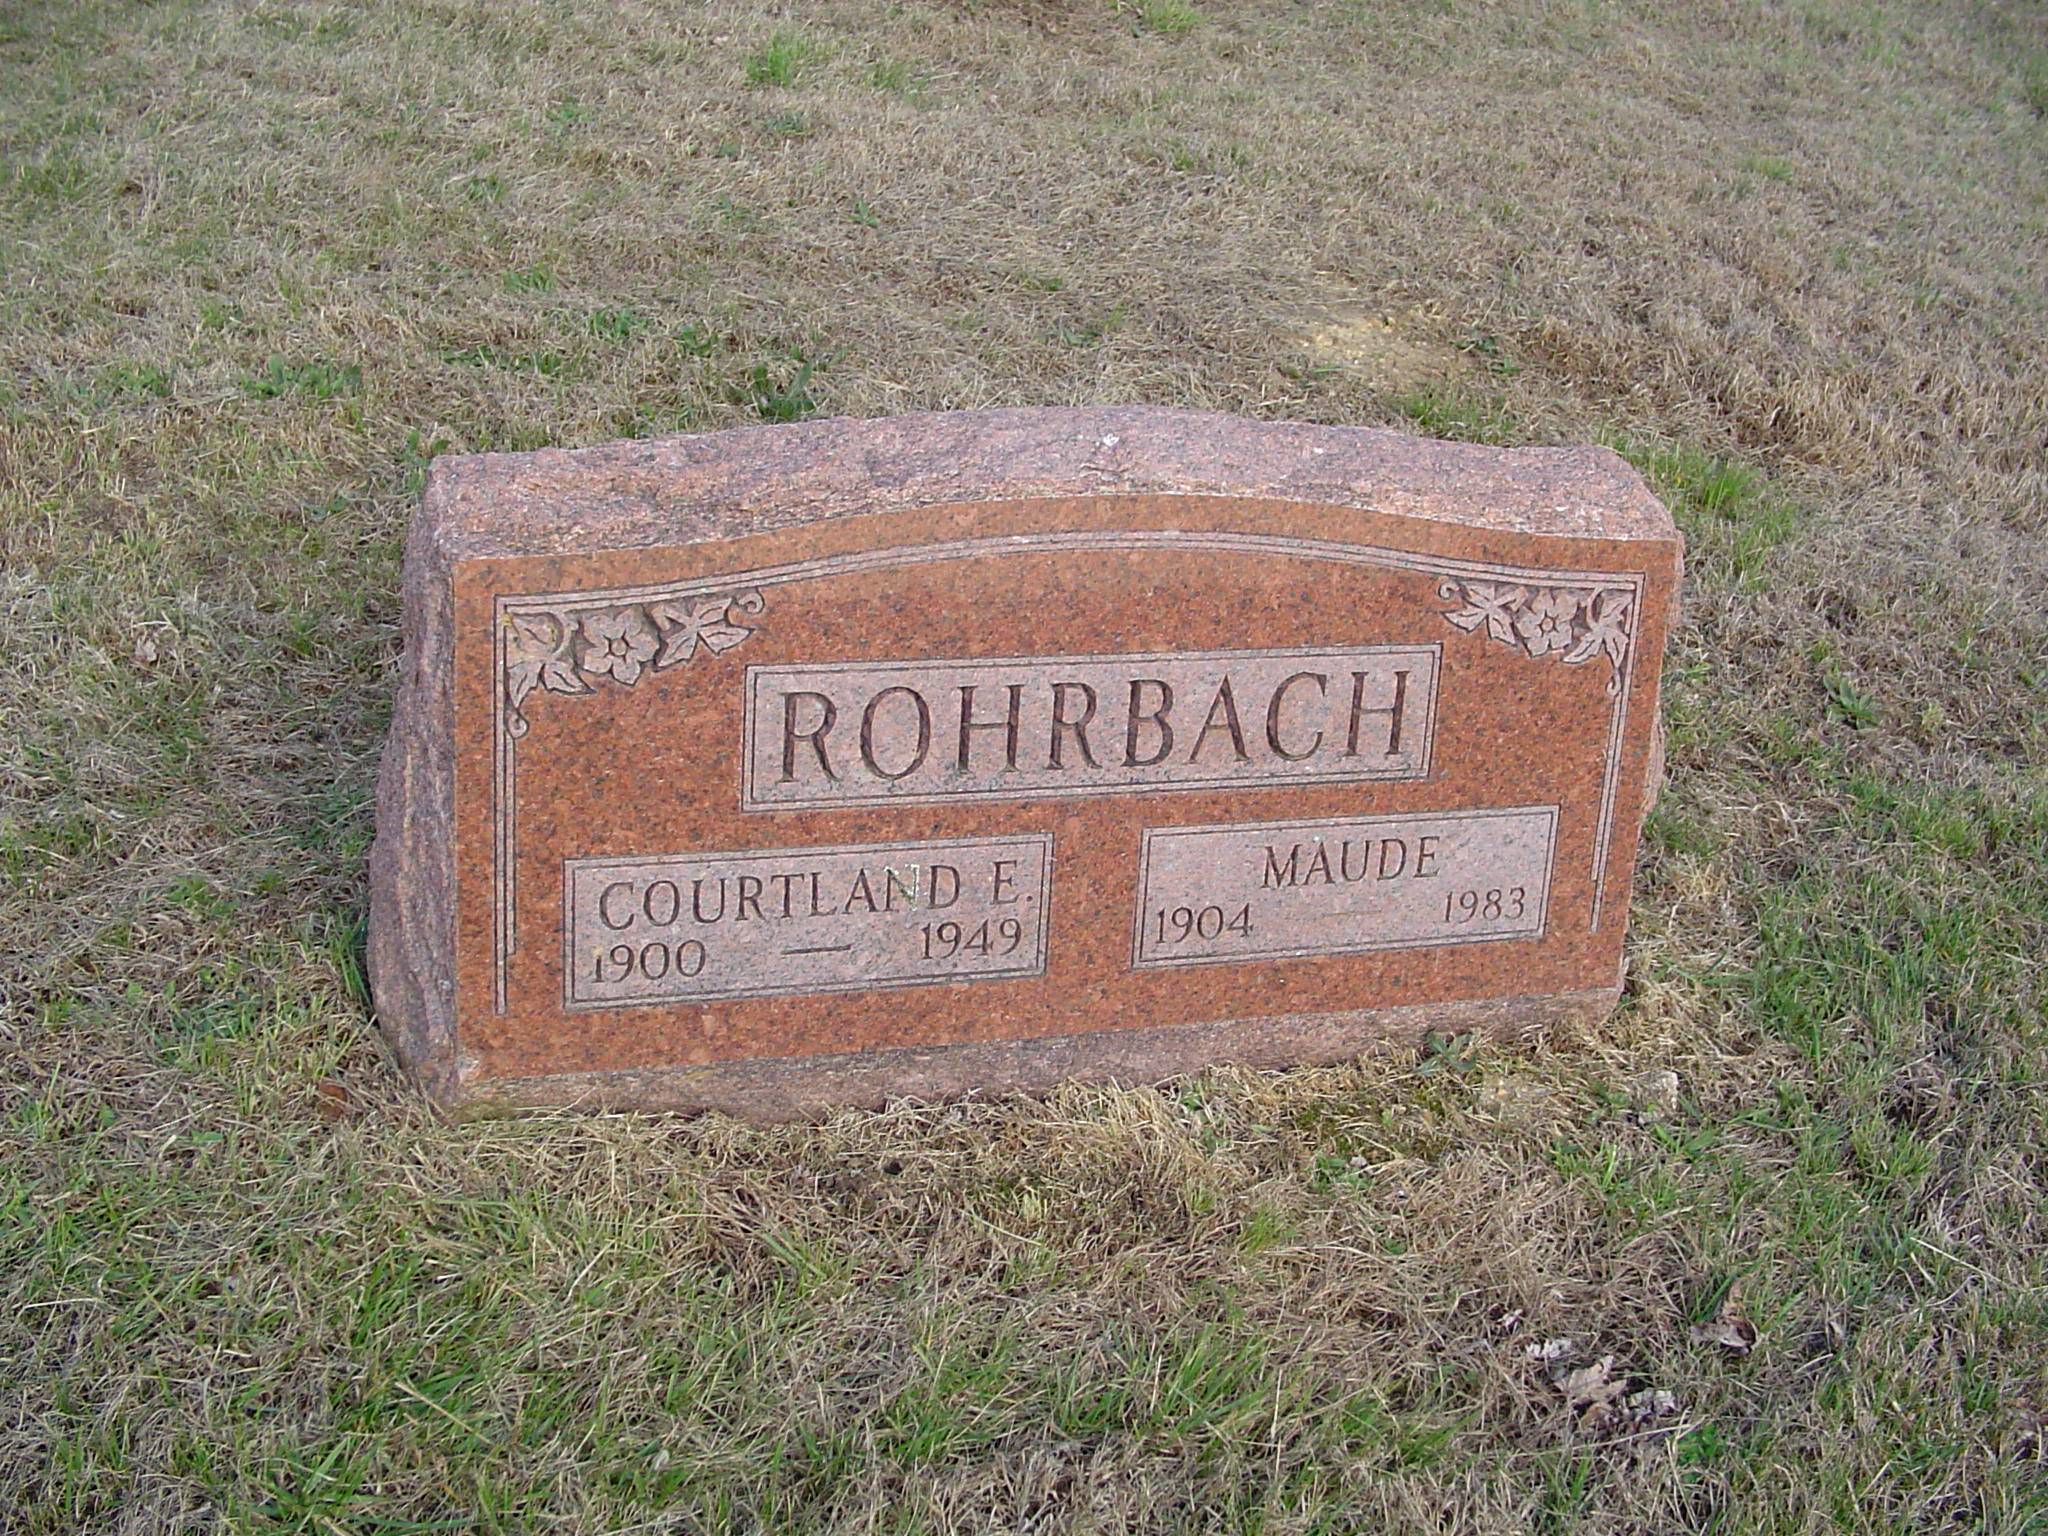 ROHRBACH
COURTLAND E.
1900 — 1949
MAUDE
1904 — 1983